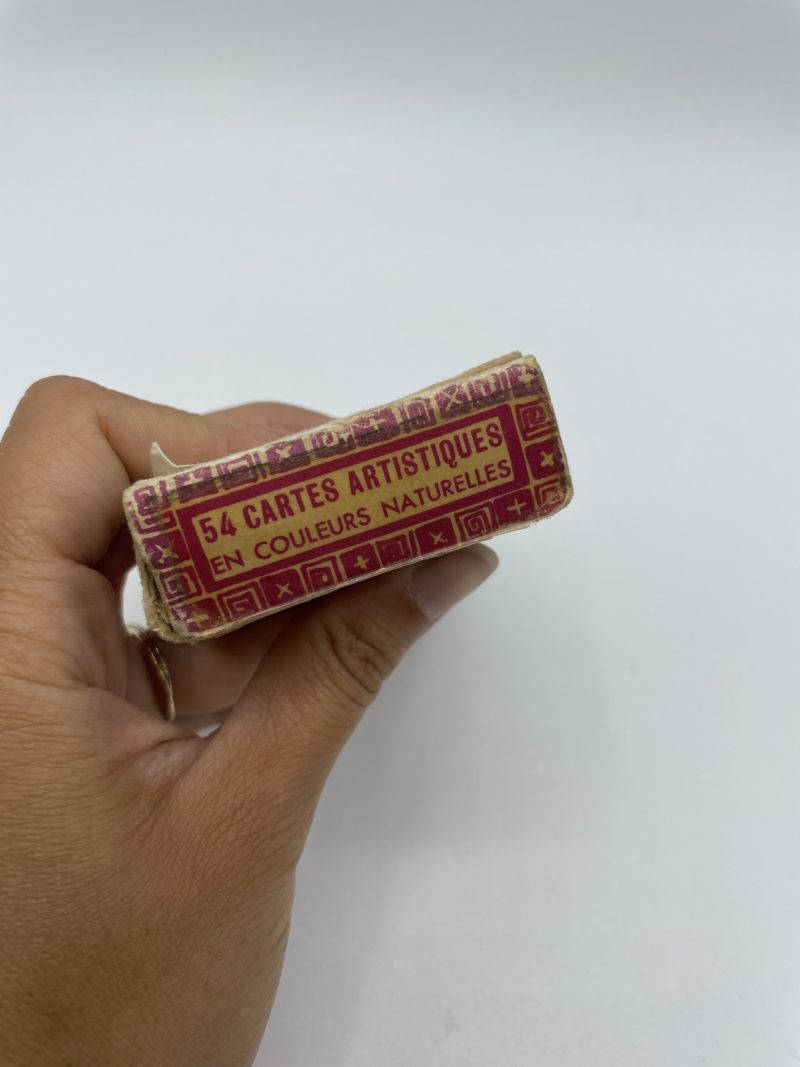 54 CARTES ARTISTIQUES
EN COULEURS NATURELLES